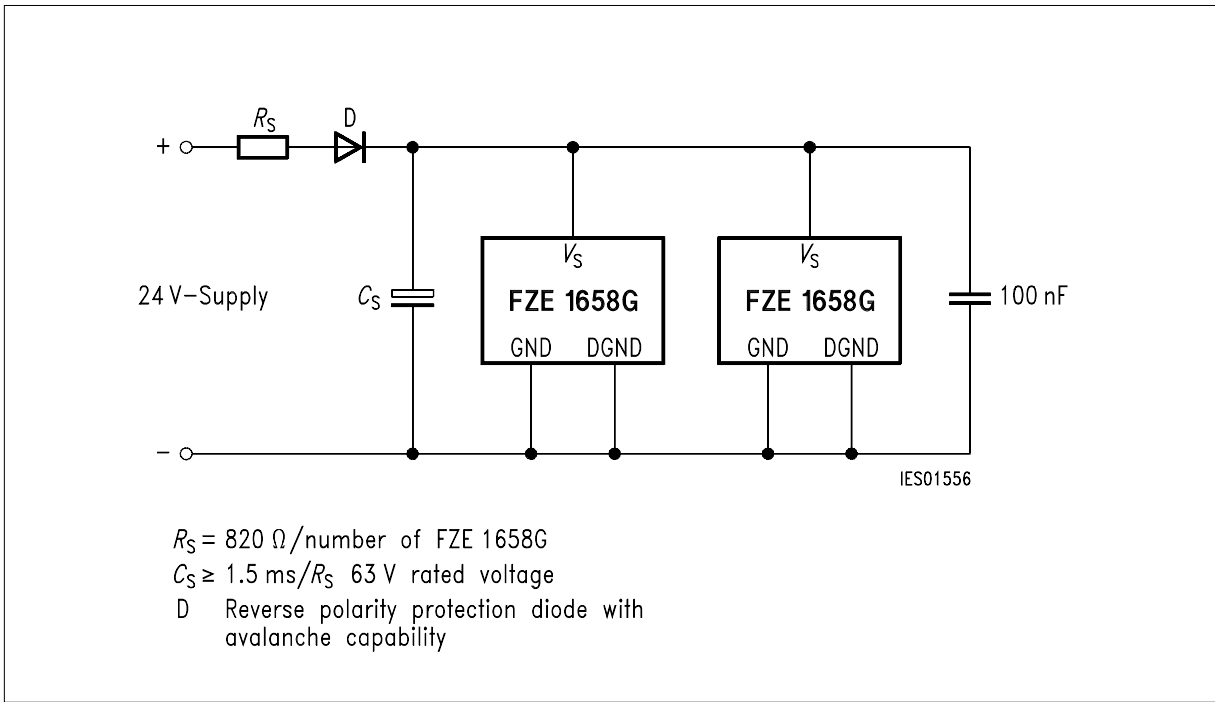 R_S D
+
V_S V_S
24 V-Supply C_S FZE 1658G FZE 1658G 100 nF
GND DGND GND DGND
-
IES01556
R_S = 820 Ω/number of FZE 1658G
C_S ≥ 1.5 ms/R_S 63 V rated voltage
D Reverse polarity protection diode with
avalanche capability